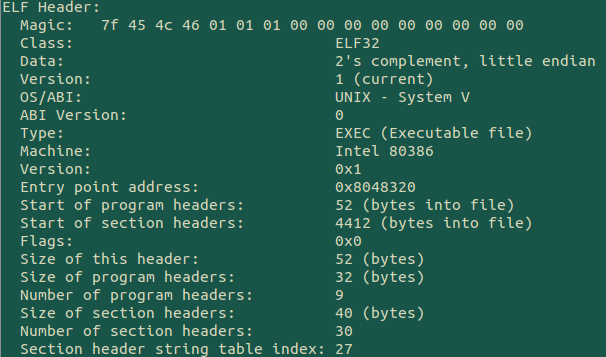 ELF Header:
  Magic:   7f 45 4c 46 01 01 01 00 00 00 00 00 00 00 00 00
  Class:                             ELF32
  Data:                              2's complement, little endian
  Version:                           1 (current)
  OS/ABI:                            UNIX - System V
  ABI Version:                       0
  Type:                              EXEC (Executable file)
  Machine:                           Intel 80386
  Version:                           0x1
  Entry point address:               0x8048320
  Start of program headers:          52 (bytes into file)
  Start of section headers:          4412 (bytes into file)
  Flags:                             0x0
  Size of this header:               52 (bytes)
  Size of program headers:           32 (bytes)
  Number of program headers:         9
  Size of section headers:           40 (bytes)
  Number of section headers:         30
  Section header string table index: 27